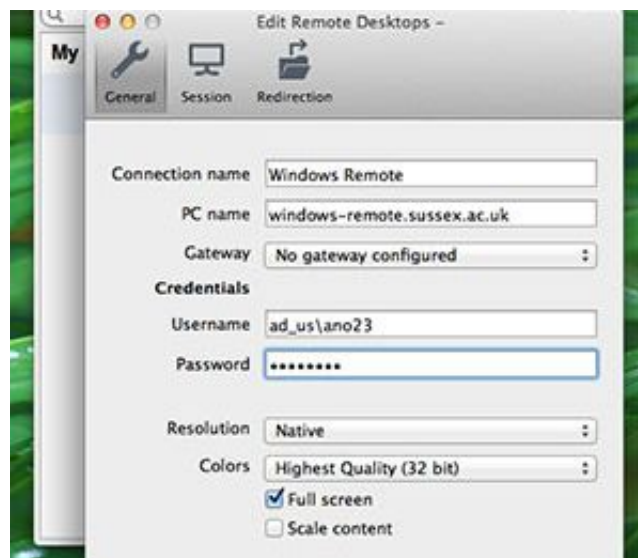 Edit Remote Desktops –
My
General Session Redirection
Connection name Windows Remote
PC name windows-remote.sussex.ac.uk
Gateway No gateway configured
Credentials
Username ad_us\ano23
Password ••••••••
Resolution Native
Colors Highest Quality (32 bit)
Full screen
Scale content